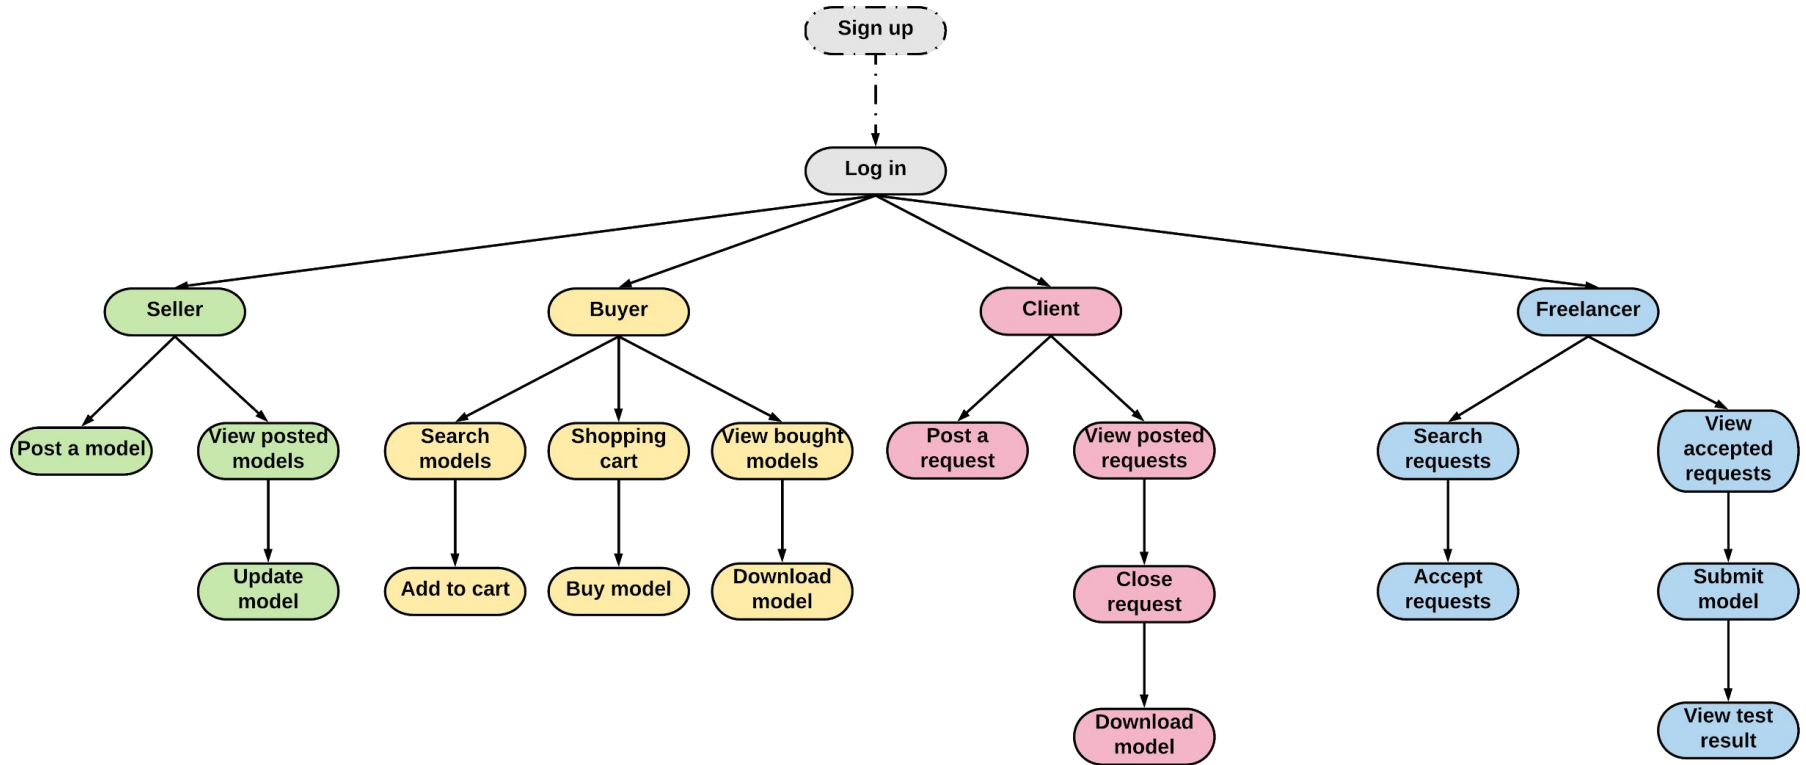 Sign up
Log in
Seller
Buyer
Client
Freelancer
Post a model
View posted
models
Search
models
Shopping
cart
View bought
models
Post a
request
View posted
requests
Search
requests
View
accepted
requests
Update
model
Add to cart
Buy model
Download
model
Close
request
Accept
requests
Submit
model
Download
model
View test
result